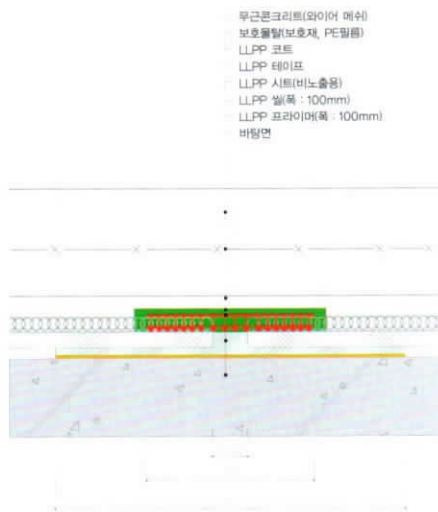 무근콘크리트(와이어 메쉬)
보호몰탈(보호재, PE필름)
LLPP 코트
LLPP 테이프
LLPP 시트(비노출용)
LLPP 씰(폭 : 100mm)
LLPP 프라이머(폭 : 100mm)
바탕면